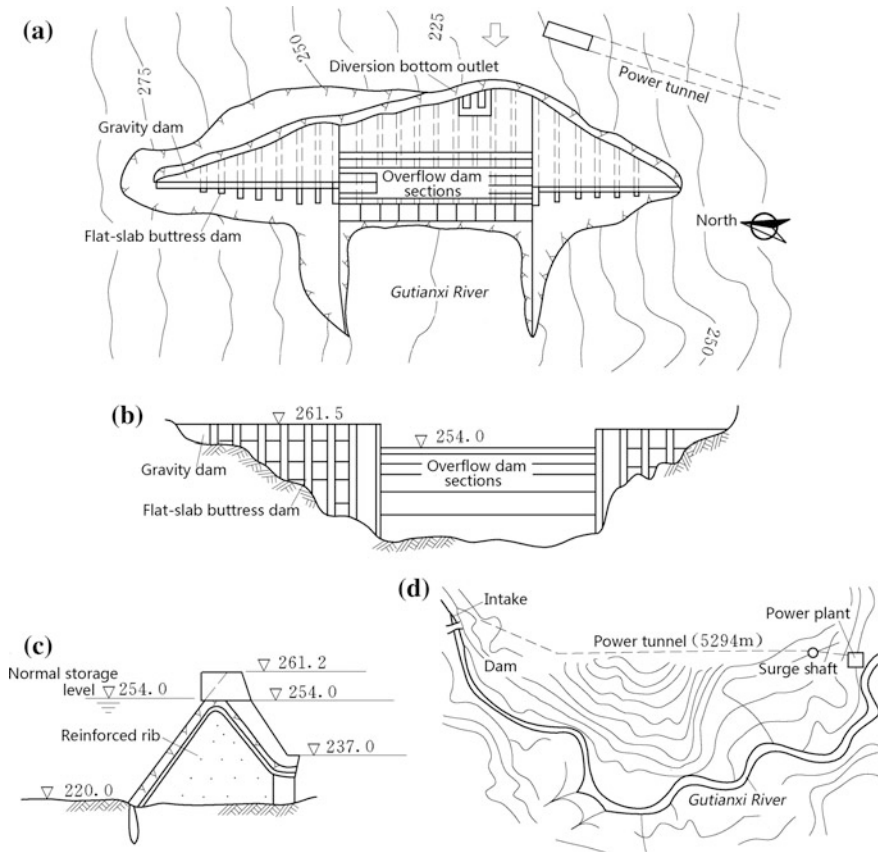 (a)
275
250
225
Diversion bottom outlet
Power tunnel
Gravity dam
Overflow dam
sections
Flat-slab buttress dam
North
Gutianxi River
250
(b)
261.5
254.0
Gravity dam
Overflow dam
sections
Flat-slab buttress dam
(c)
Normal storage
level
254.0
261.2
254.0
Reinforced rib
237.0
220.0
(d)
Intake
Power plant
Power tunnel (5294m)
Dam
Surge shaft
Gutianxi River